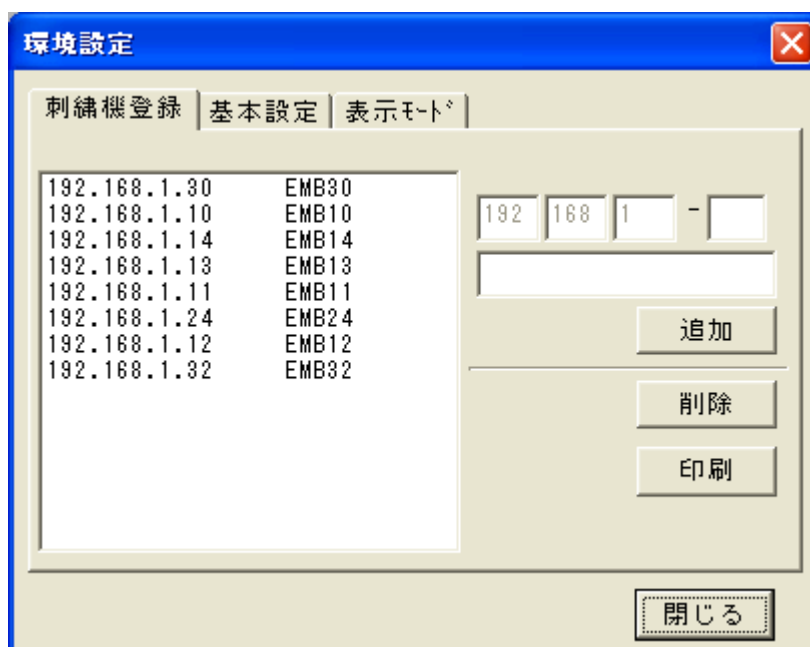 環境設定
刺繍機登録 基本設定 表示ﾓｰﾄﾞ
192.168.1.30 EMB30
192.168.1.10 EMB10
192.168.1.14 EMB14
192.168.1.13 EMB13
192.168.1.11 EMB11
192.168.1.24 EMB24
192.168.1.12 EMB12
192.168.1.32 EMB32
192 168 1 -
追加
削除
印刷
閉じる